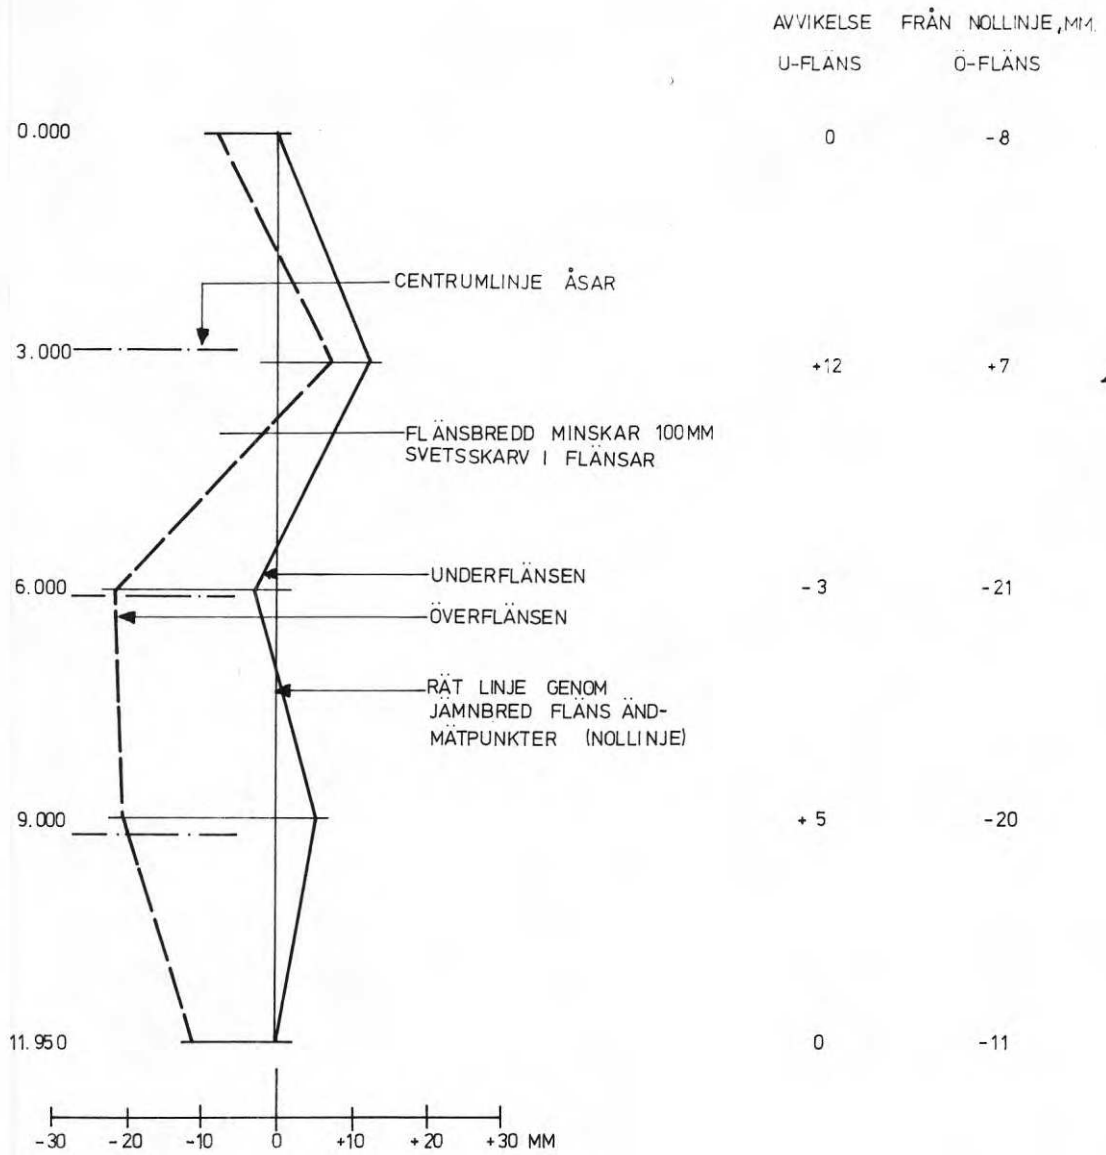 AVVIKELSE FRÅN NOLLINJE, MM.
U-FLÄNS Ö-FLÄNS
0.000 0 -8
CENTRUMLINJE ÅSAR
3.000 +12 +7
FLÄNSBREDD MINSKAR 100MM
SVETSSKARV I FLÄNSAR
UNDERFLÄNSEN
6.000 -3 -21
ÖVERFLÄNSEN
RÄT LINJE GENOM
JÄMNBRED FLÄNS ÄND-
MÄTPUNKTER (NOLLINJE)
9.000 +5 -20
11.950 0 -11
-30 -20 -10 0 +10 +20 +30 MM